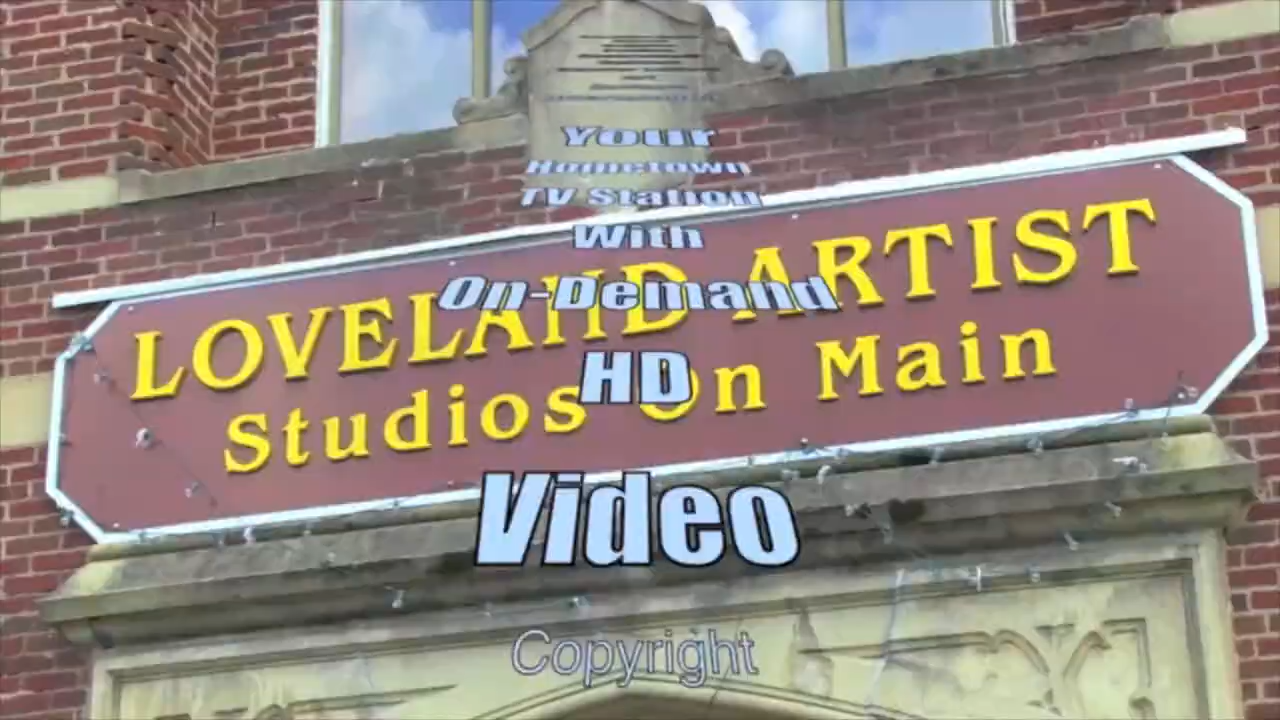 Your
Hometown
TV Station
With
On-Demand
HD
Video
LOVELAND ARTIST
Studios On Main
Copyright